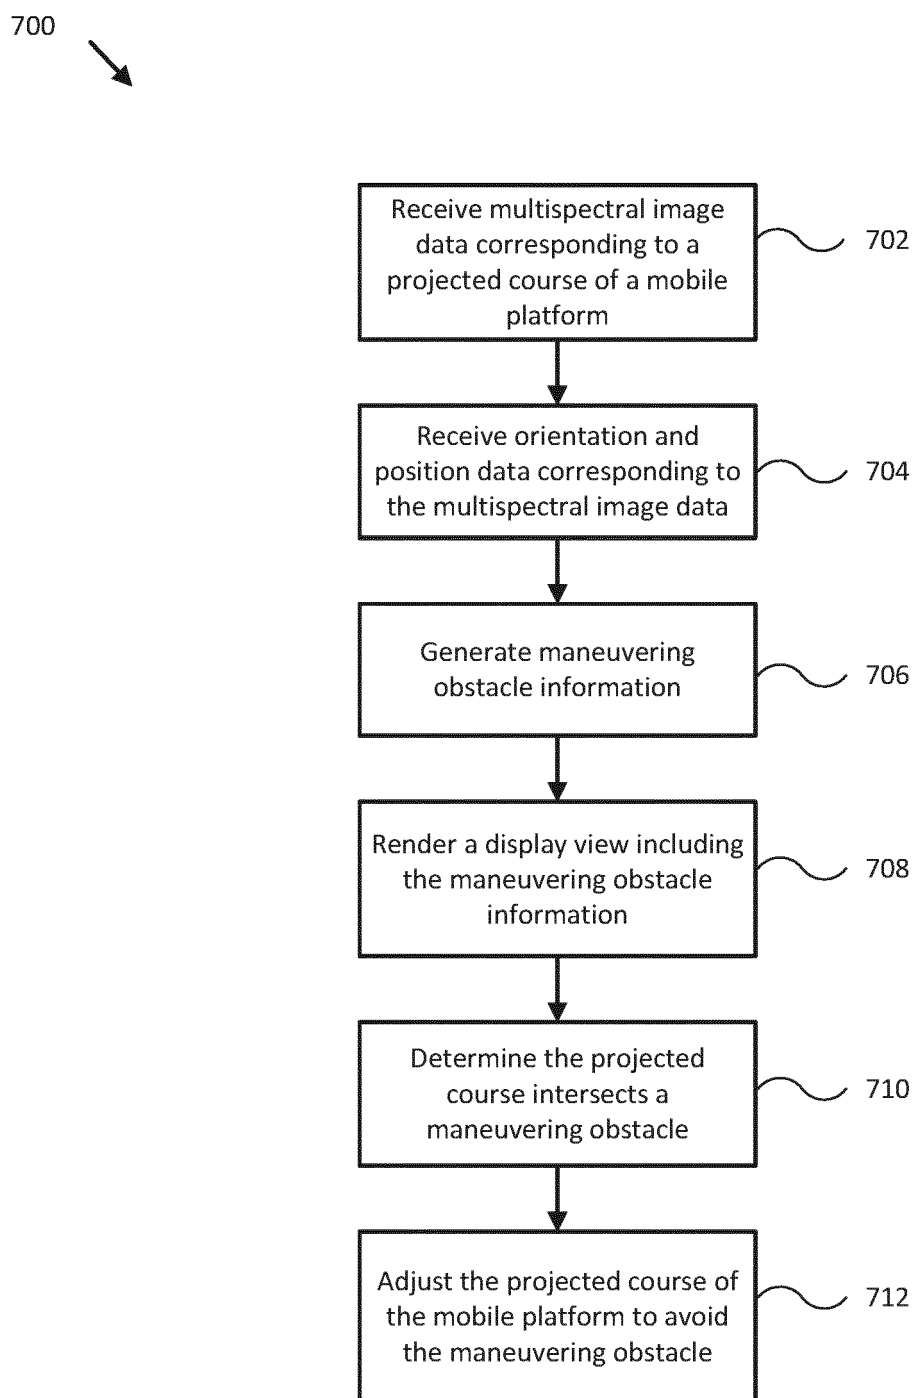 700
Receive multispectral image
data corresponding to a
projected course of a mobile
platform
702
Receive orientation and
position data corresponding to
the multispectral image data
704
Generate maneuvering
obstacle information
706
Render a display view including
the maneuvering obstacle
information
708
Determine the projected
course intersects a
maneuvering obstacle
710
Adjust the projected course of
the mobile platform to avoid
the maneuvering obstacle
712